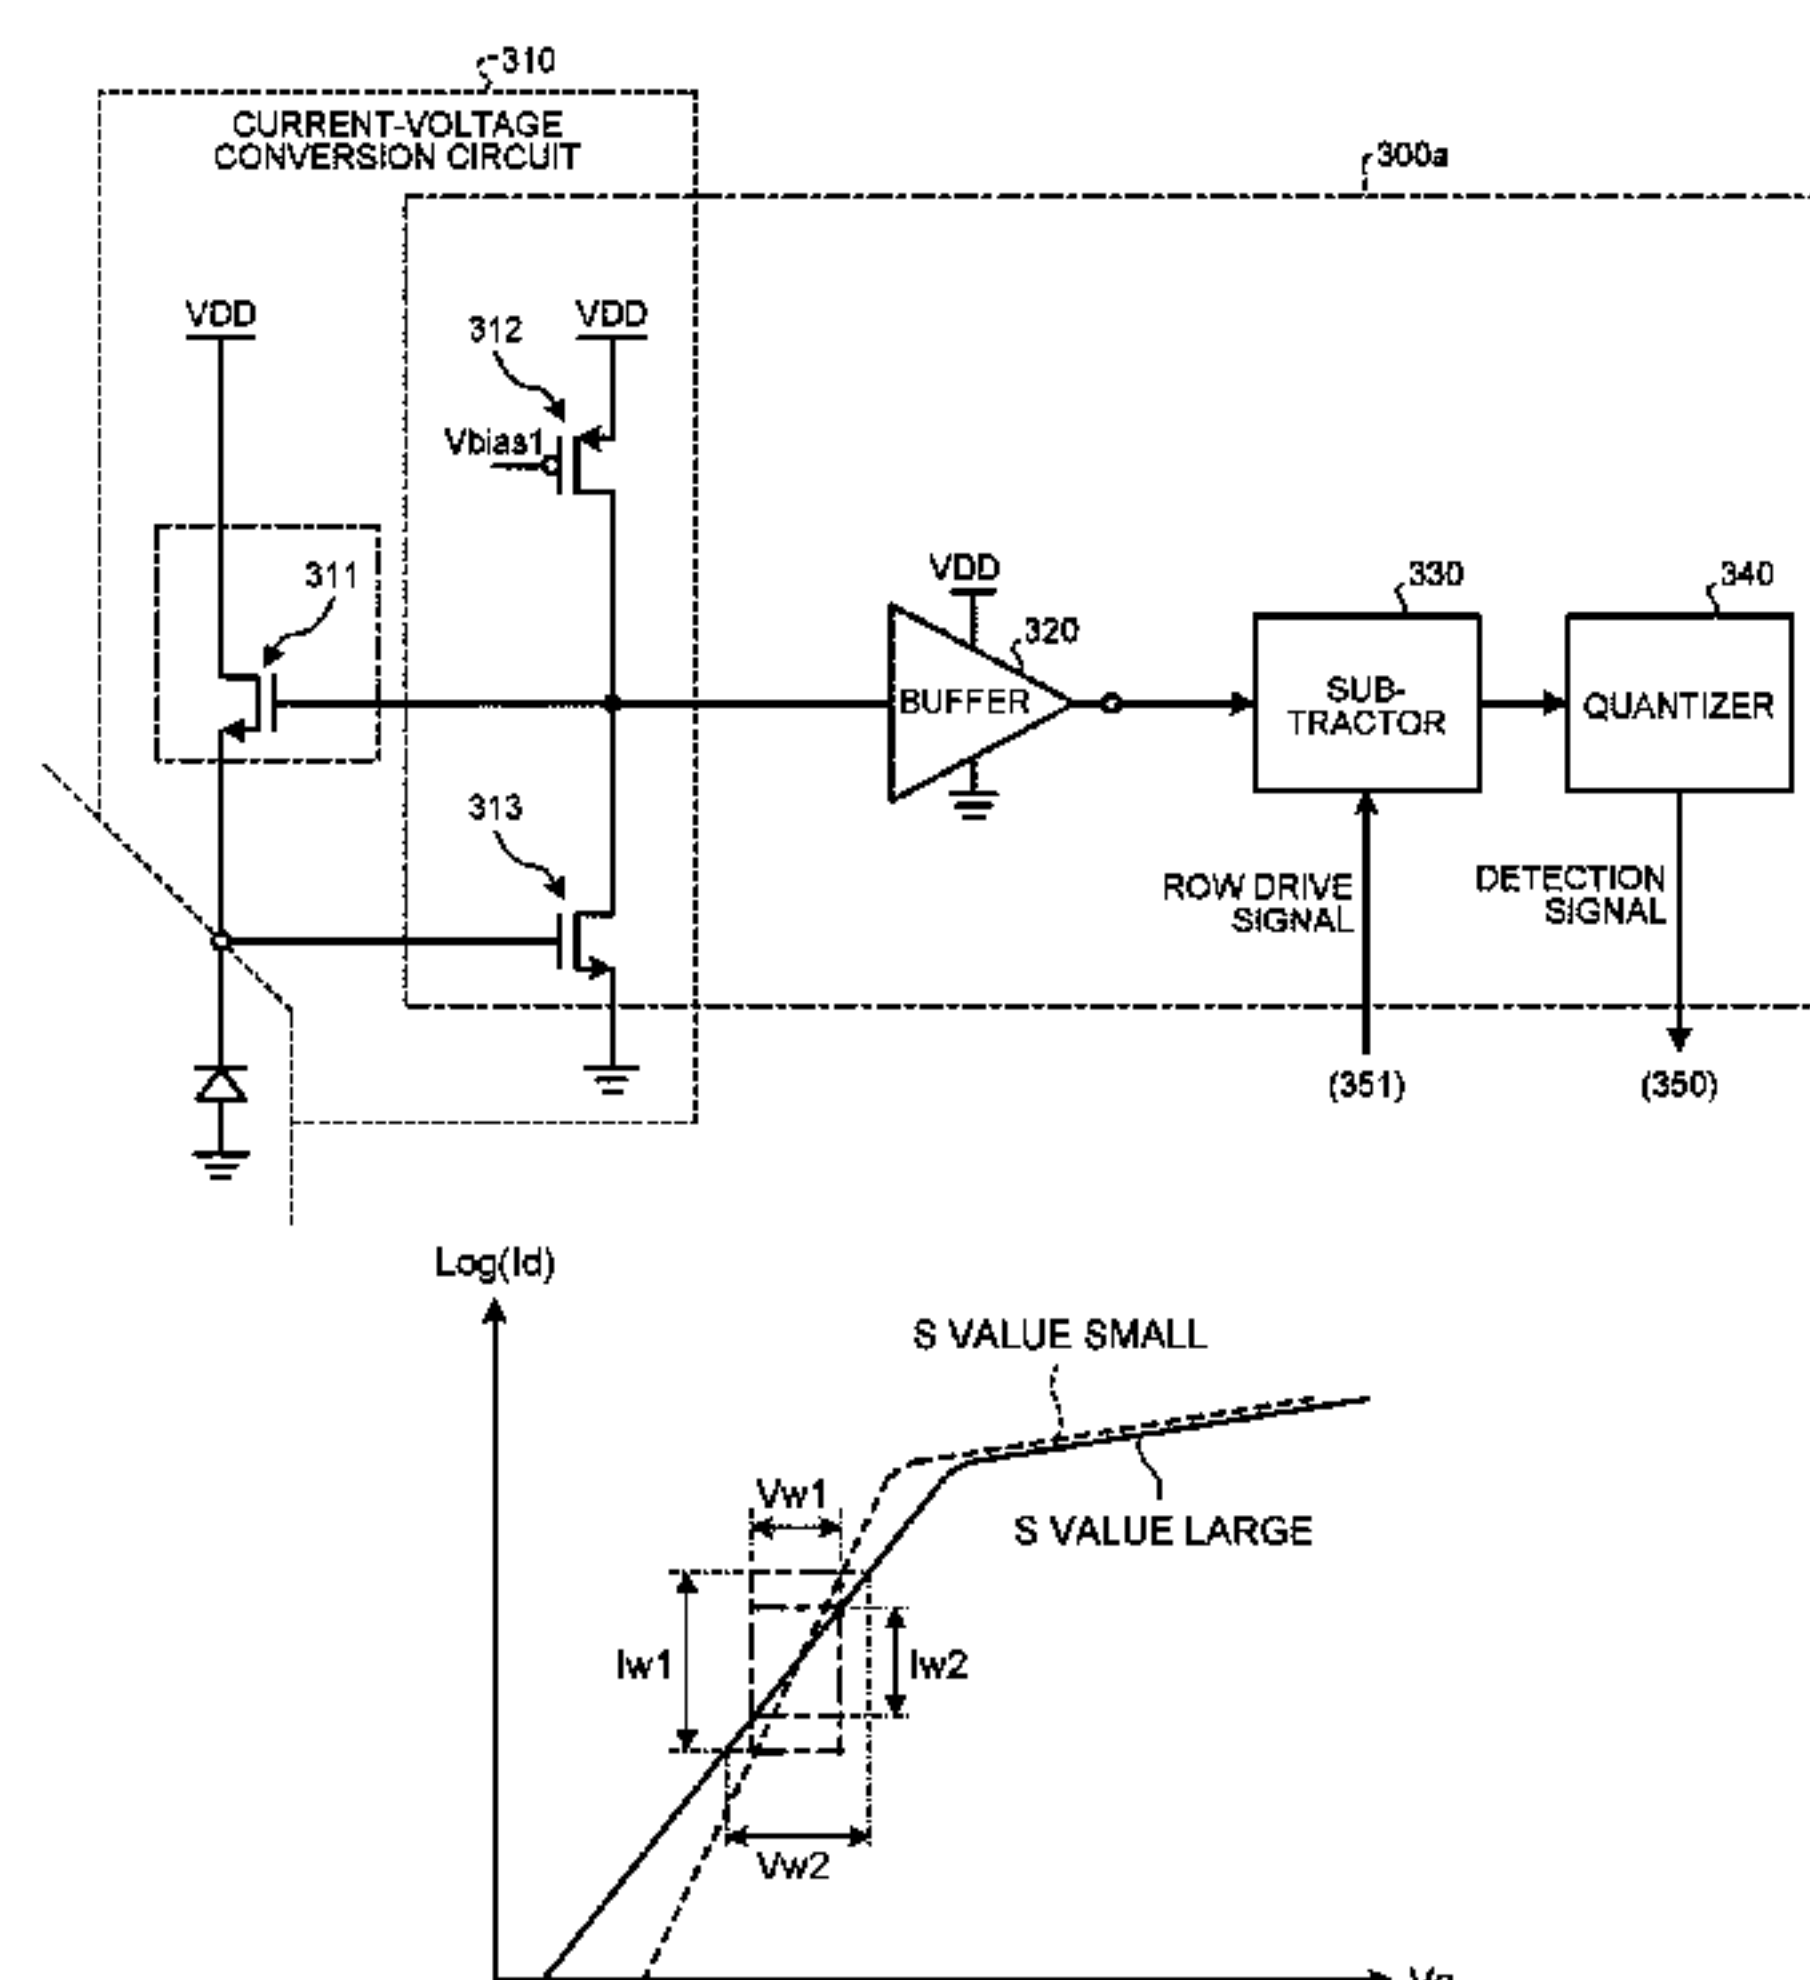 310
CURRENT-VOLTAGE
CONVERSION CIRCUIT
300a
VDD
312
VDD
Vbias1
311
VDD
320
BUFFER
330
SUB-
TRACTOR
340
QUANTIZER
313
ROW DRIVE
SIGNAL
DETECTION
SIGNAL
(351)
(350)
Log(Id)
S VALUE SMALL
Vw1
S VALUE LARGE
Iw1
Iw2
Vw2